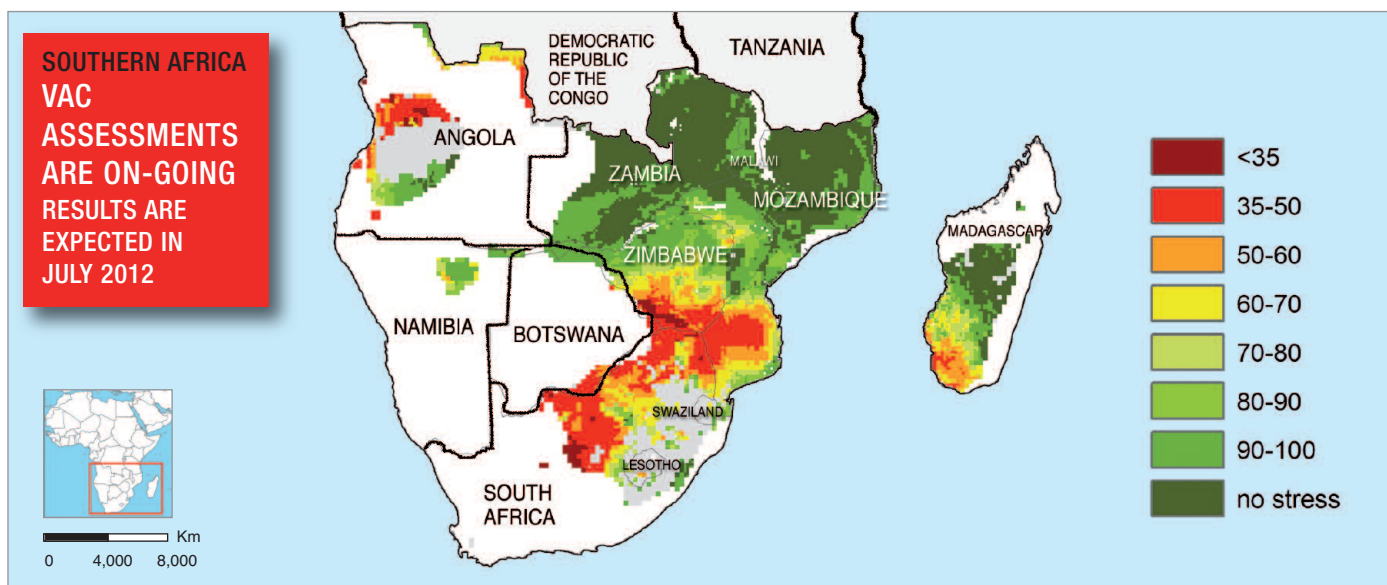 SOUTHERN AFRICA
VAC
ASSESSMENTS
ARE ON-GOING
RESULTS ARE
EXPECTED IN
JULY 2012
DEMOCRATIC
REPUBLIC
OF THE
CONGO
TANZANIA
ANGOLA
ZAMBIA
MALAWI
MOZAMBIQUE
ZIMBABWE
MADAGASCAR
NAMIBIA
BOTSWANA
SWAZILAND
LESOTHO
SOUTH
AFRICA
<35
35-50
50-60
60-70
70-80
80-90
90-100
no stress
Km
0 4,000 8,000